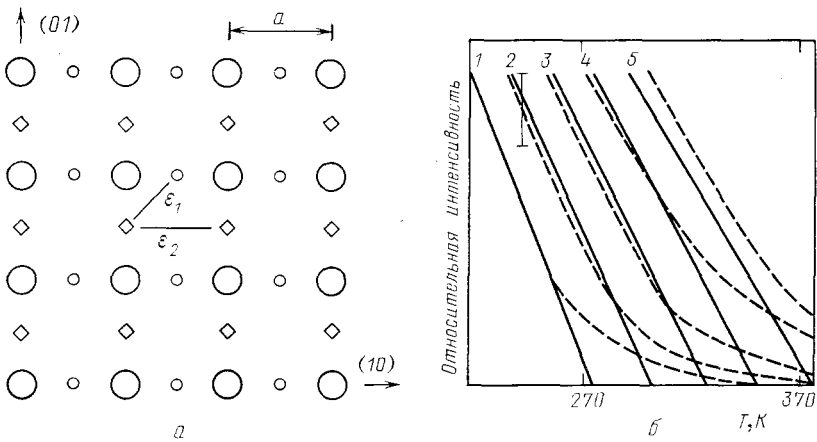 (01)
a
ε₁
ε₂
(10)
а
Относительная интенсивность
1 2 3 4 5
270 370
T, К
б